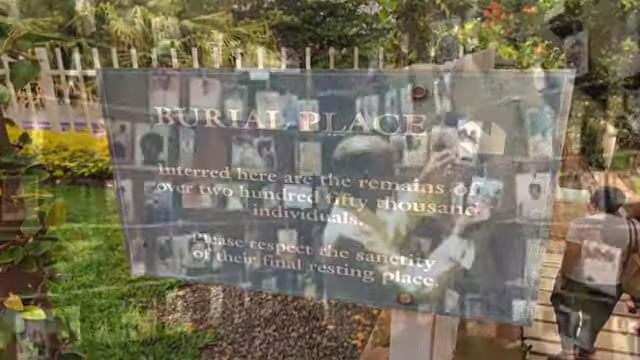 BURIAL PLACE
Interred here are the remains of
over two hundred fifty thousand
individuals.
Please respect the sanctity
of their final resting place.